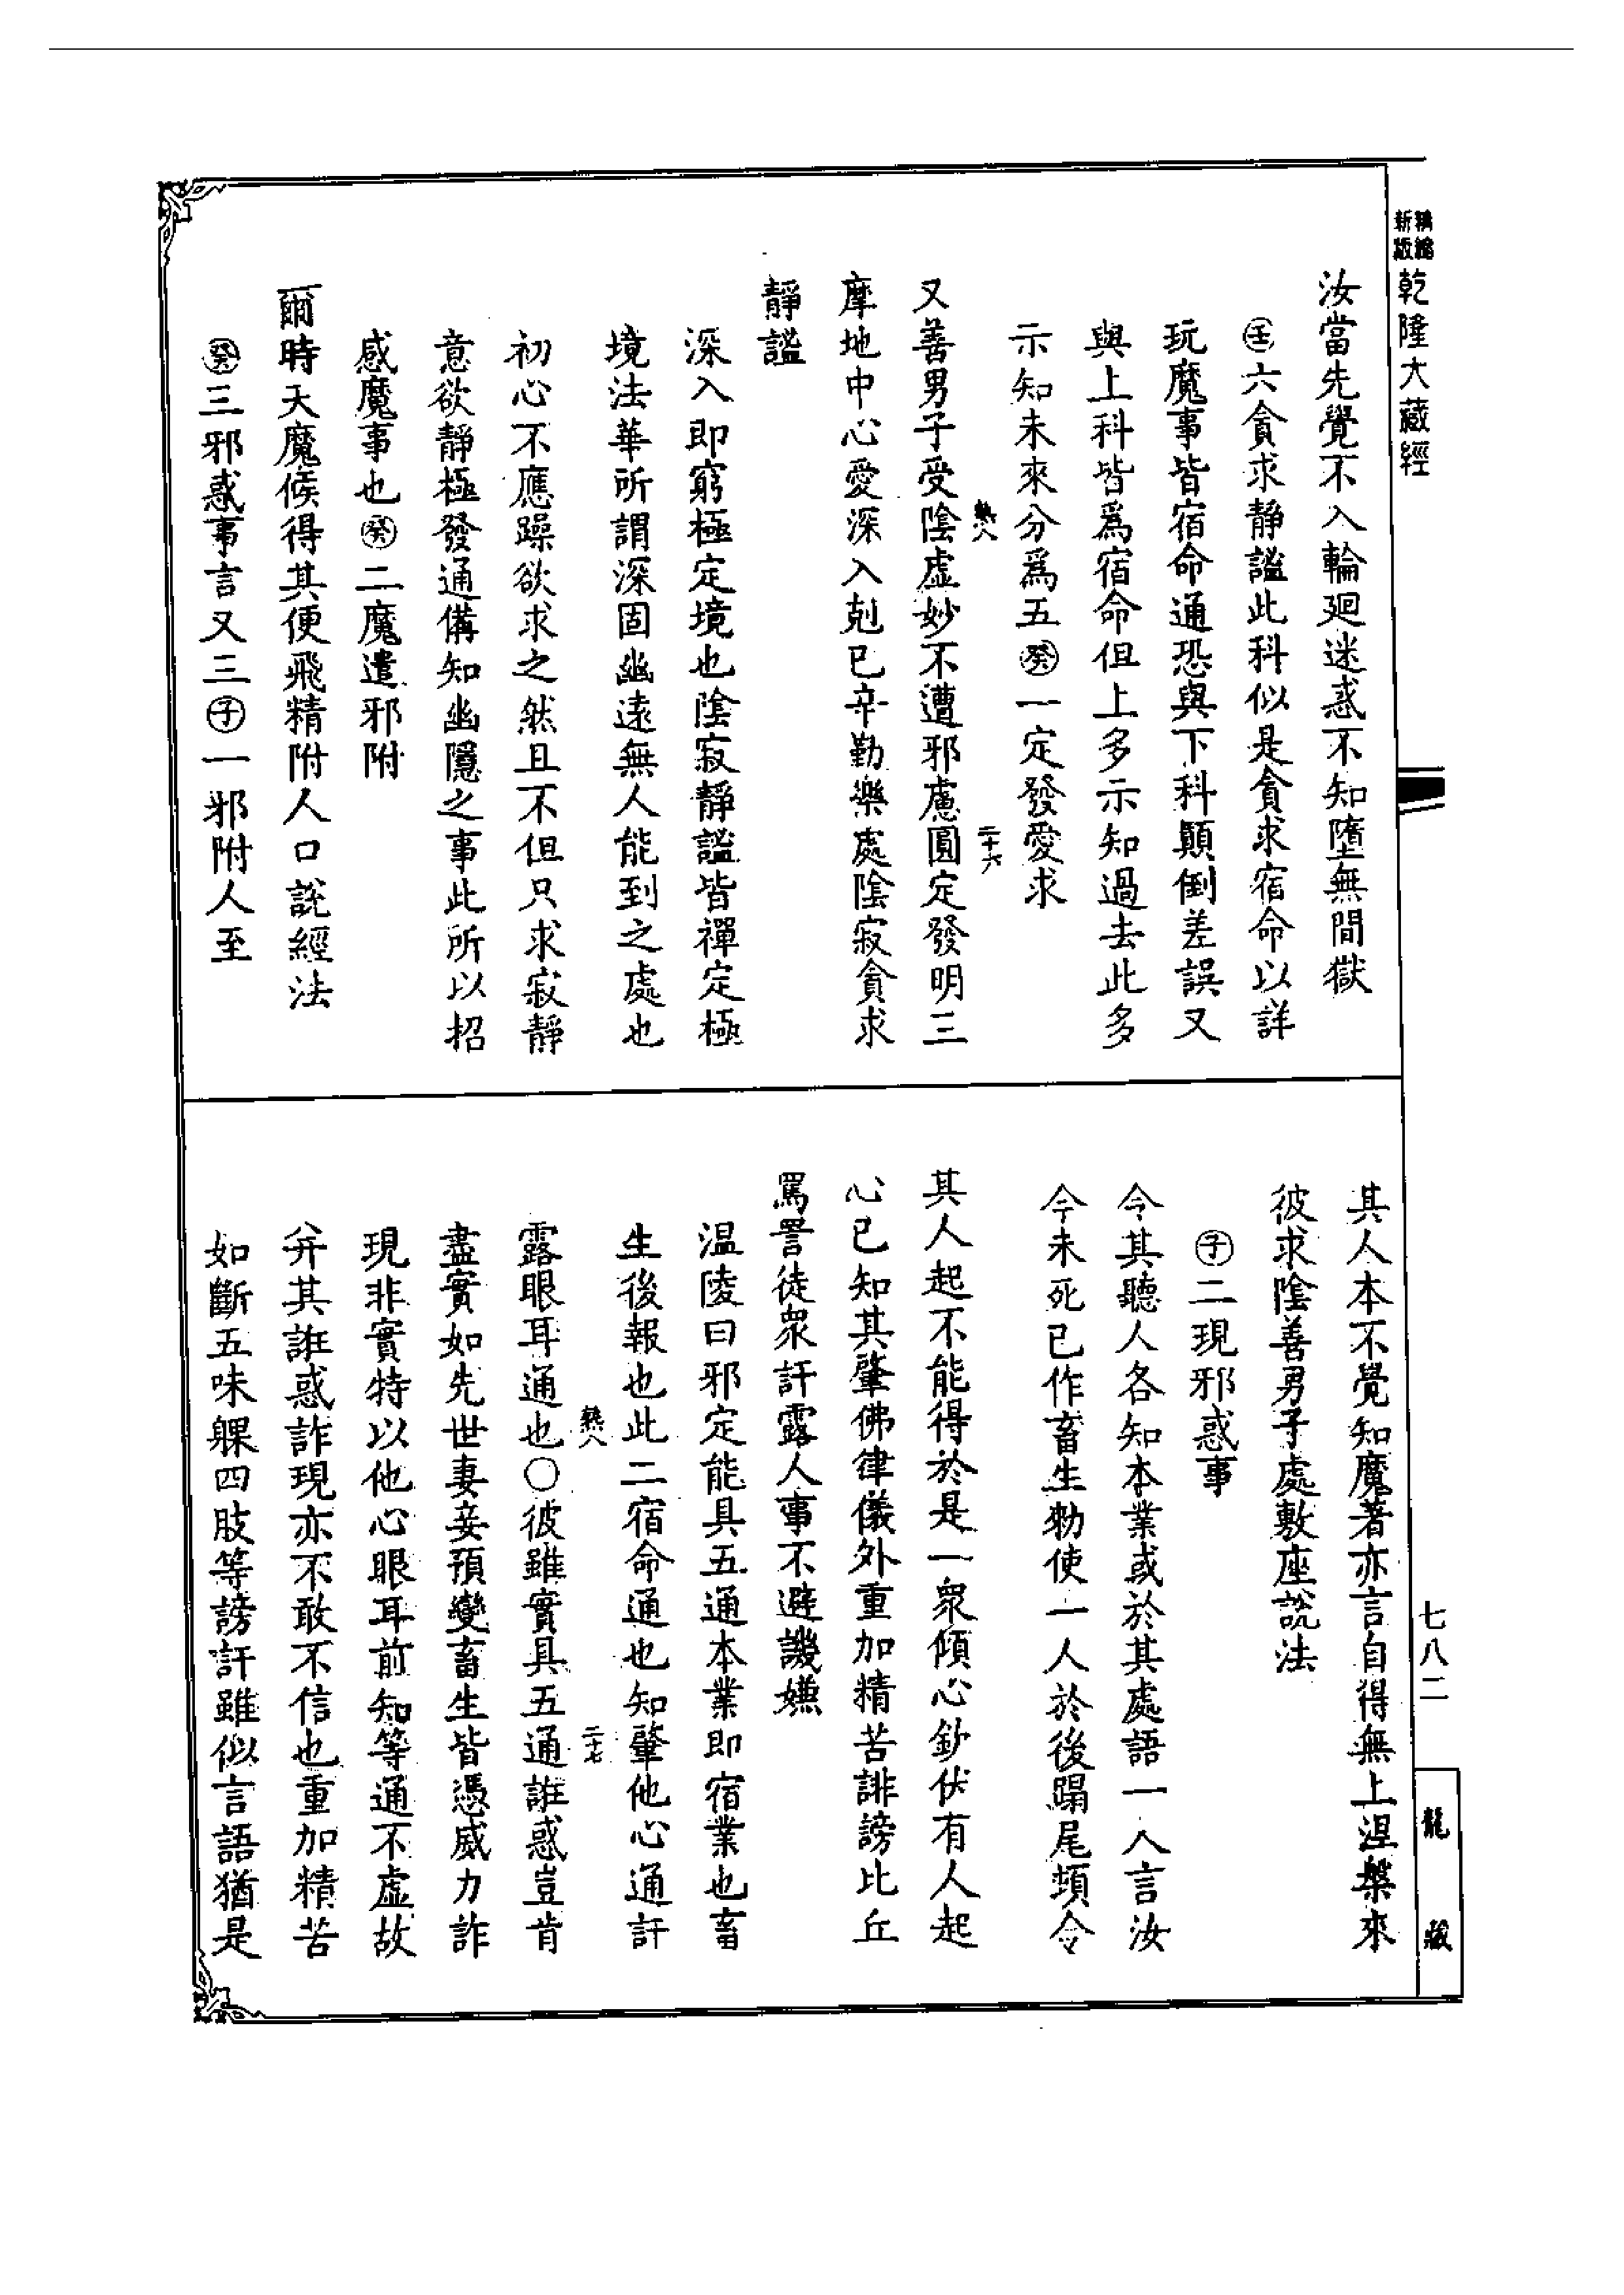 新版精編 乾隆大藏經
汝當先覺不入輪迴迷惑不知墮無間獄
㊤六貪求靜謐此科似是貪求宿命以詳
玩魔事皆宿命通恐與下科顛倒差誤又
與上科皆爲宿命但上多示知過去此多
示知未來分爲五癸一定發愛求
又善男子受陰虛妙不遭邪慮圓定發明三
摩地中心愛深入剋己辛勤樂處陰寂貪求
靜謐
深入即窮極定境也陰寂靜謐皆禪定極
境法華所謂深固幽遠無人能到之處也
初心不應躁欲求之然且不但只求寂靜
意欲靜極發通備知幽隱之事此所以招
感魔事也癸二魔遣邪附
爾時天魔候得其便飛精附人口說經法
癸三邪惑事言又三子一邪附人至
其人本不覺知魔著亦言自得無上涅槃來
彼求陰善男子處敷座說法
子二現邪惑事
令其聽人各知本業或於其處語一人言汝
今未死已作畜生勑使一人於後蹋尾頓令
其人起不能得於是一衆傾心欽伏有人起
心已知其肇佛律儀外重加精苦誹謗比丘
罵詈徒衆訐露人事不避譏嫌
温陵曰邪定能具五通本業即宿業也畜
生後報也此二宿命通也知肇他心通訐
露眼耳通也○彼雖實具五通誑惑豈肯
盡實如先世妻妾預變畜生皆憑威力詐
現非實特以他心眼耳前知等通不虛故
并其誑惑詐現亦不敢不信也重加精苦
如斷五味躶四肢等謗訐雖似言語猶是
七八二
龍藏